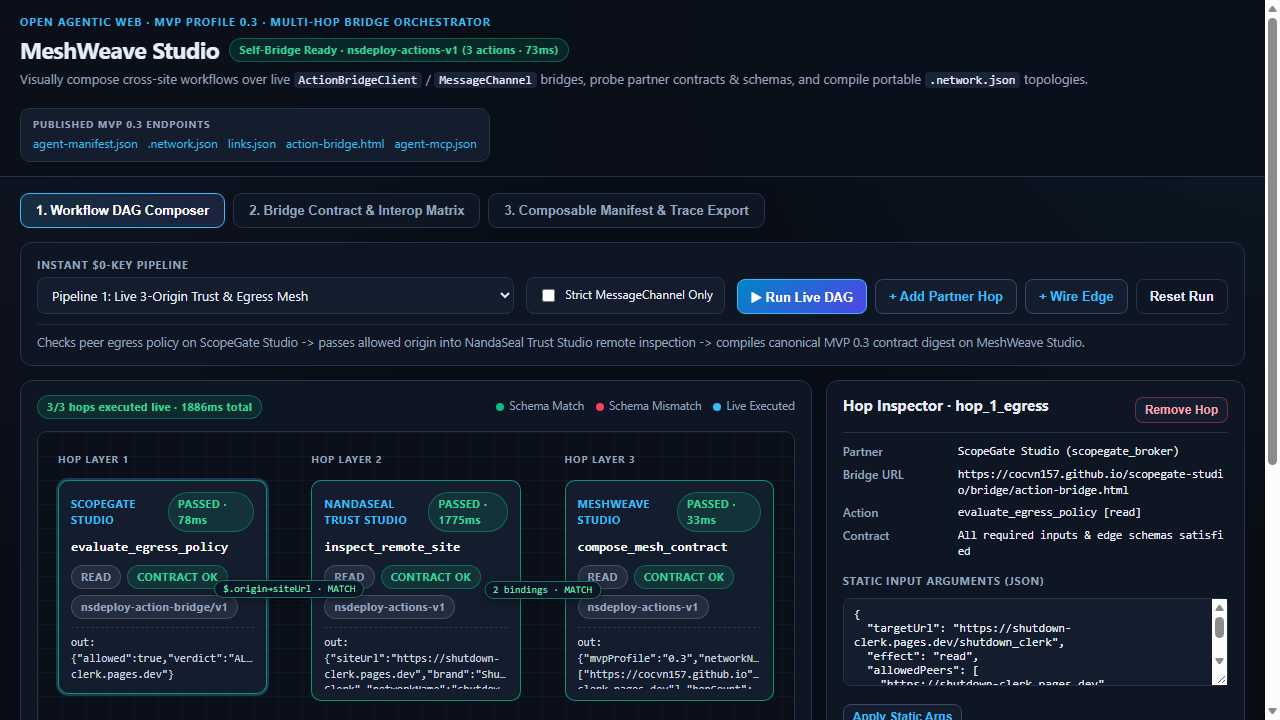 OPEN AGENTIC WEB · MVP PROFILE 0.3 · MULTI-HOP BRIDGE ORCHESTRATOR
MeshWeave Studio
Self-Bridge Ready · nsdeploy-actions-v1 (3 actions · 73ms)
Visually compose cross-site workflows over live ActionBridgeClient / MessageChannel bridges, probe partner contracts & schemas, and compile portable .network.json topologies.
PUBLISHED MVP 0.3 ENDPOINTS
agent-manifest.json .network.json links.json action-bridge.html agent-mcp.json
1. Workflow DAG Composer
2. Bridge Contract & Interop Matrix
3. Composable Manifest & Trace Export
INSTANT $0-KEY PIPELINE
Pipeline 1: Live 3-Origin Trust & Egress Mesh
Strict MessageChannel Only
▶ Run Live DAG
+ Add Partner Hop
+ Wire Edge
Reset Run
Checks peer egress policy on ScopeGate Studio -> passes allowed origin into NandaSeal Trust Studio remote inspection -> compiles canonical MVP 0.3 contract digest on MeshWeave Studio.
3/3 hops executed live · 1886ms total
Schema Match
Schema Mismatch
Live Executed
HOP LAYER 1
SCOPEGATE
STUDIO
PASSED ·
78ms
evaluate_egress_policy
READ
CONTRACT OK
nsdeploy-action-bridge/v1
out:
{"allowed":true,"verdict":"AL…
clerk.pages.dev"}
$.origin→siteUrl · MATCH
HOP LAYER 2
NANDASEAL
TRUST STUDIO
PASSED ·
1775ms
inspect_remote_site
READ
CONTRACT OK
nsdeploy-actions-v1
out:
{"siteUrl":"https://shutdown-
clerk.pages.dev","brand":"Shu…
2 bindings · MATCH
HOP LAYER 3
MESHWEAVE
STUDIO
PASSED ·
33ms
compose_mesh_contract
READ
CONTRACT OK
nsdeploy-actions-v1
out:
{"mvpProfile":"0.3","networkN…
["https://cocvn157.github.io"…
Hop Inspector · hop_1_egress
Remove Hop
Partner
ScopeGate Studio (scopegate_broker)
Bridge URL
https://cocvn157.github.io/scopegate-studi
o/bridge/action-bridge.html
Action
evaluate_egress_policy [read]
Contract
All required inputs & edge schemas satisfi
ed
STATIC INPUT ARGUMENTS (JSON)
{
"targetUrl": "https://shutdown-
clerk.pages.dev/shutdown_clerk",
"effect": "read",
"allowedPeers": [
"https://shutdown-clerk.pages.dev"
Apply Static Args